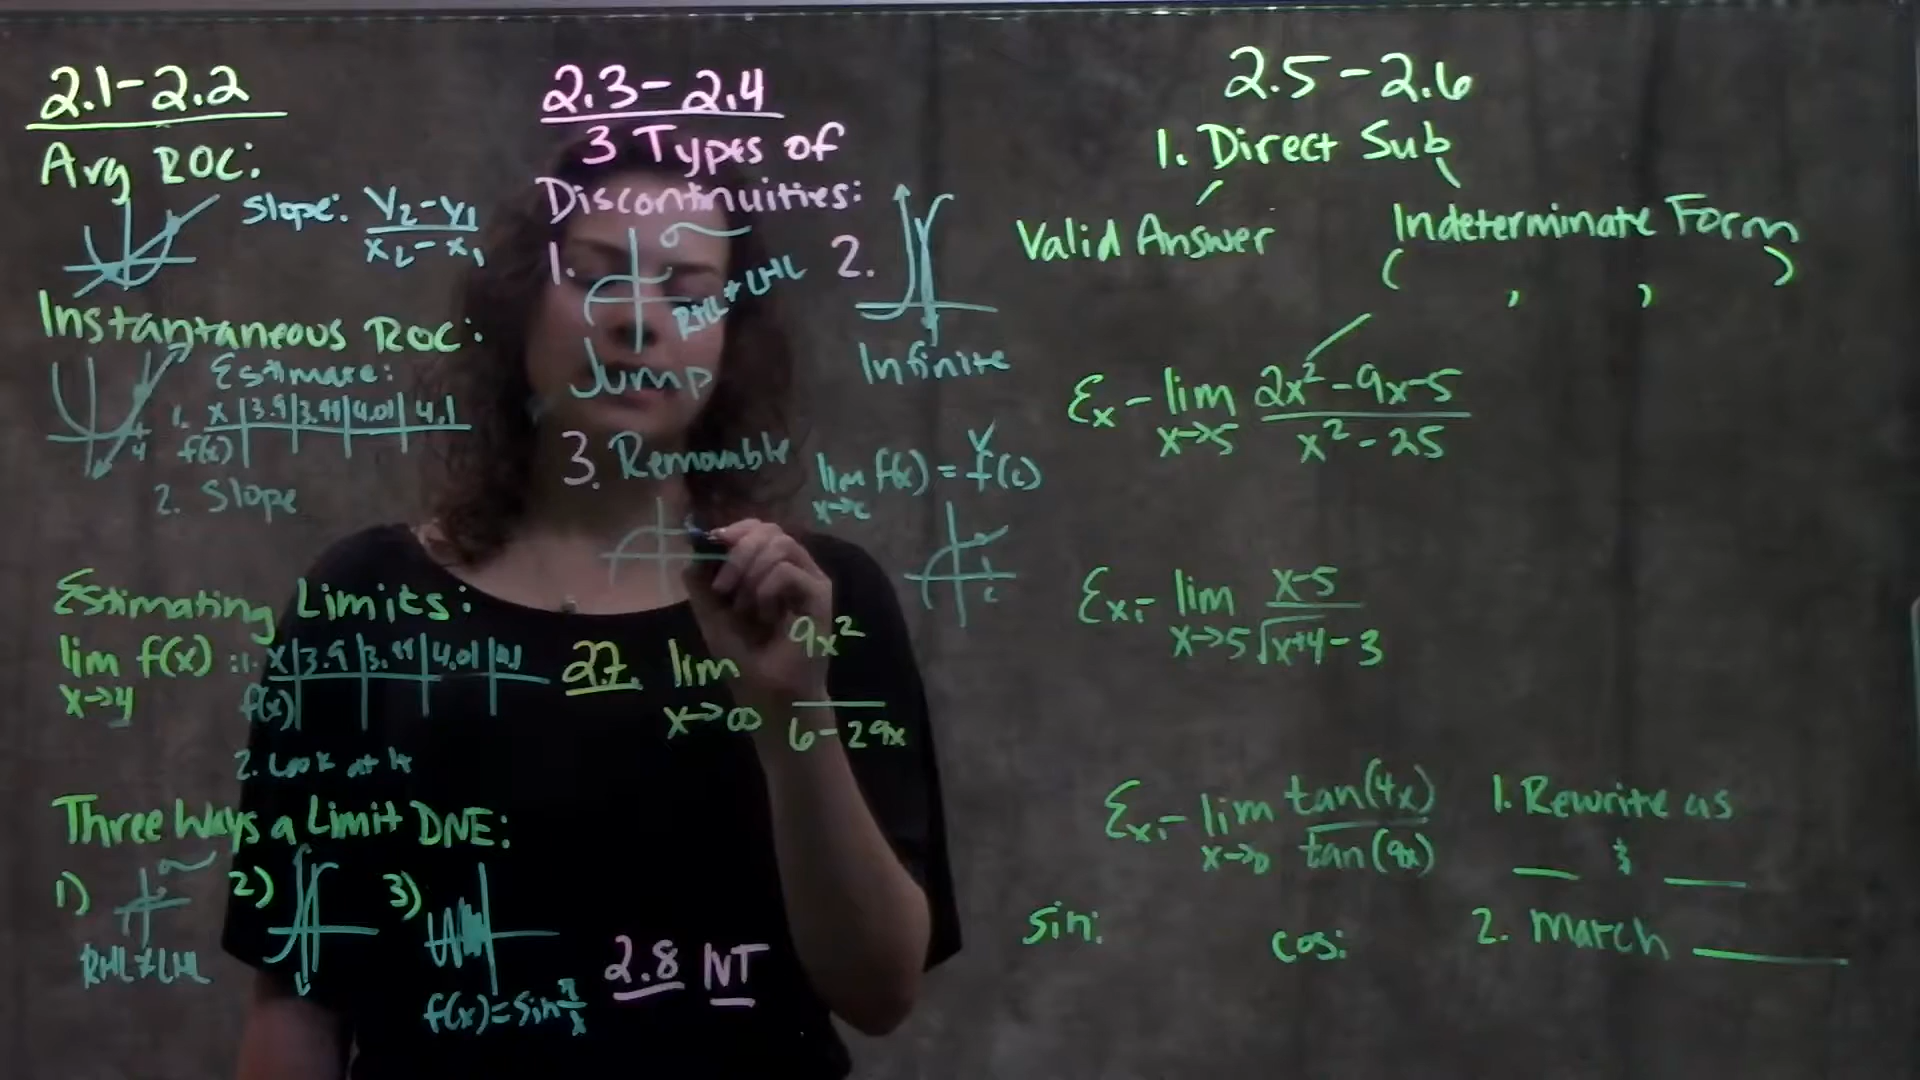 2.1-2.2
Avg ROC:
Slope: y₂-y₁
x₂-x₁
Instantaneous ROC:
Estimate:
1. x | 3.9 | 3.99 | 4.01 | 4.1
f(x)
4
2. Slope
Estimating Limits:
lim f(x) : 1. x | 3.9 | 3.99 | 4.01 | 4.1
x→4 f(x)
2. Look at it
Three Ways a Limit DNE:
1) 2) 3)
RHL≠LHL
f(x)=sin π/x
2.3-2.4
3 Types of
Discontinuities:
1. 2.
RHL≠LHL
Jump
Infinite
3. Removable
lim f(x) = f(c)
x→c
c
27. lim 9x²
x→∞ 6-29x
2.8 IVT
2.5-2.6
1. Direct Sub
Valid Answer
Indeterminate Form
( , , )
Ex- lim 2x²-9x-5
x→5 x²-25
Ex:- lim x-5
x→5 √x+4-3
Ex:- lim tan(4x)
x→0 tan(9x)
1. Rewrite as
___ & ___
sin:
cos:
2. Match ___